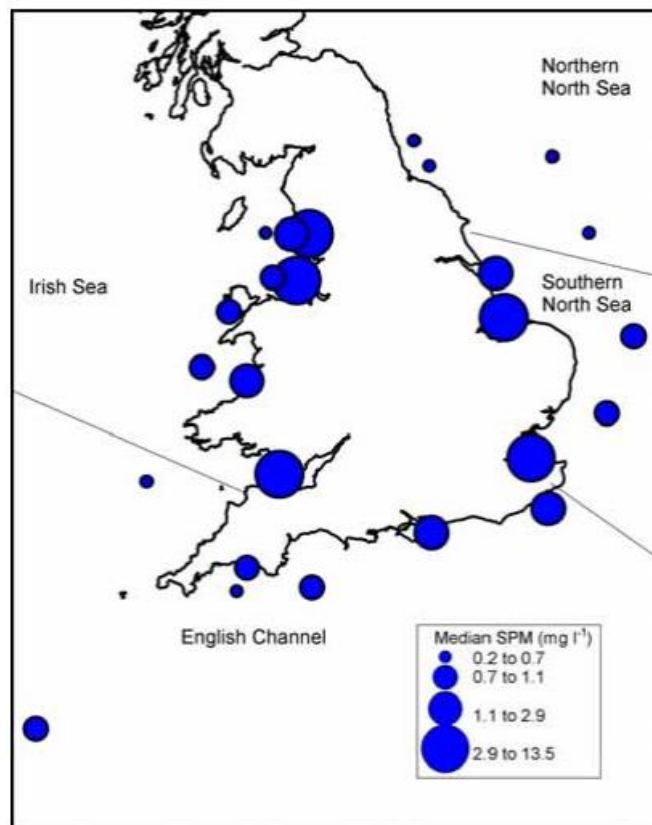 Northern
North Sea
Irish Sea
Southern
North Sea
English Channel
Median SPM (mg l⁻¹)
0.2 to 0.7
0.7 to 1.1
1.1 to 2.9
2.9 to 13.5